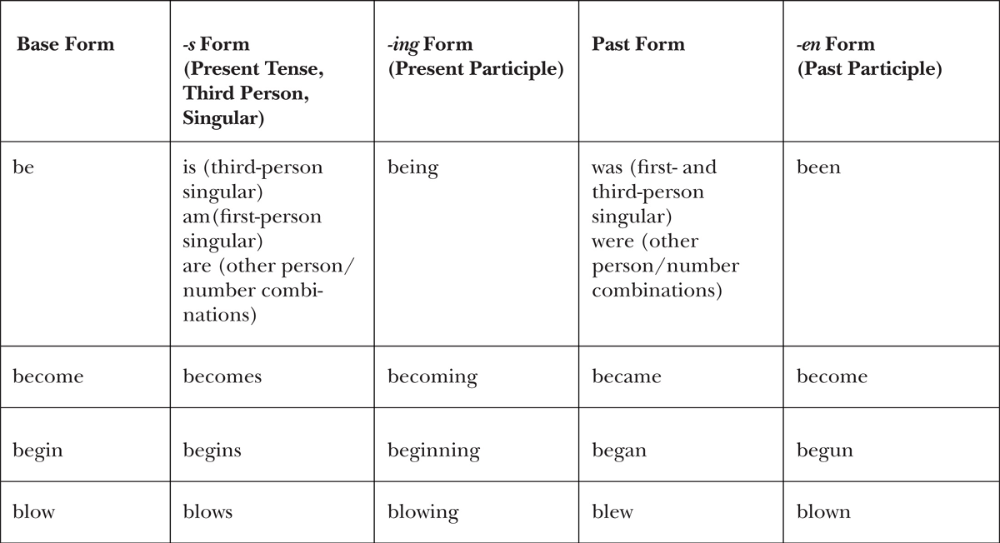 Base Form
-s Form
(Present Tense,
Third Person,
Singular)
-ing Form
(Present Participle)
Past Form
-en Form
(Past Participle)
be
is (third-person
singular)
am(first-person
singular)
are (other person/
number combi-
nations)
being
was (first- and
third-person
singular)
were (other
person/number
combinations)
been
become
becomes
becoming
became
become
begin
begins
beginning
began
begun
blow
blows
blowing
blew
blown